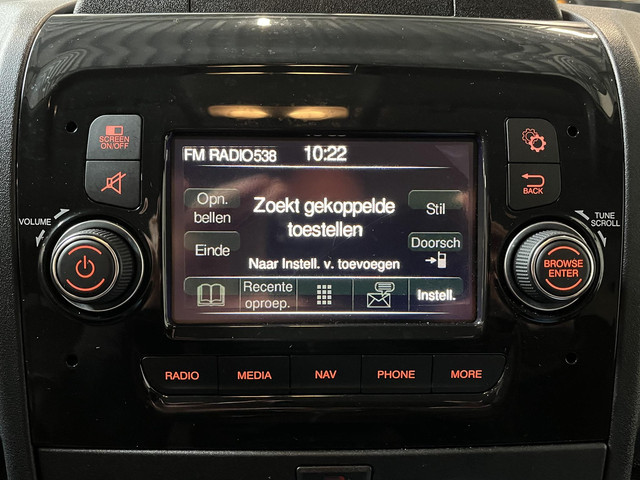 SCREEN
ON/OFF
VOLUME
FM RADIO538 10:22
Opn.
bellen
Zoekt gekoppelde
toestellen
Stil
Einde
Doorsch
Naar Instell. v. toevoegen
Recente
oproep.
Instell.
BACK
TUNE
SCROLL
BROWSE
ENTER
RADIO MEDIA NAV PHONE MORE